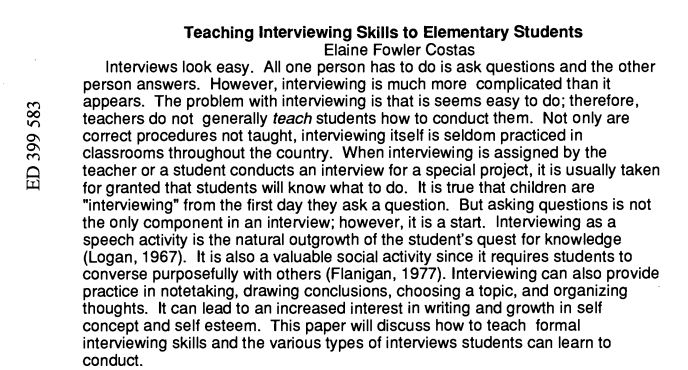 Teaching Interviewing Skills to Elementary Students
Elaine Fowler Costas
Interviews look easy. All one person has to do is ask questions and the other
person answers. However, interviewing is much more complicated than it
appears. The problem with interviewing is that is seems easy to do; therefore,
teachers do not generally teach students how to conduct them. Not only are
correct procedures not taught, interviewing itself is seldom practiced in
classrooms throughout the country. When interviewing is assigned by the
teacher or a student conducts an interview for a special project, it is usually taken
for granted that students will know what to do. It is true that children are
"interviewing" from the first day they ask a question. But asking questions is not
the only component in an interview; however, it is a start. Interviewing as a
speech activity is the natural outgrowth of the student's quest for knowledge
(Logan, 1967). It is also a valuable social activity since it requires students to
converse purposefully with others (Flanigan, 1977). Interviewing can also provide
practice in notetaking, drawing conclusions, choosing a topic, and organizing
thoughts. It can lead to an increased interest in writing and growth in self
concept and self esteem. This paper will discuss how to teach formal
interviewing skills and the various types of interviews students can learn to
conduct.
ED 399 583